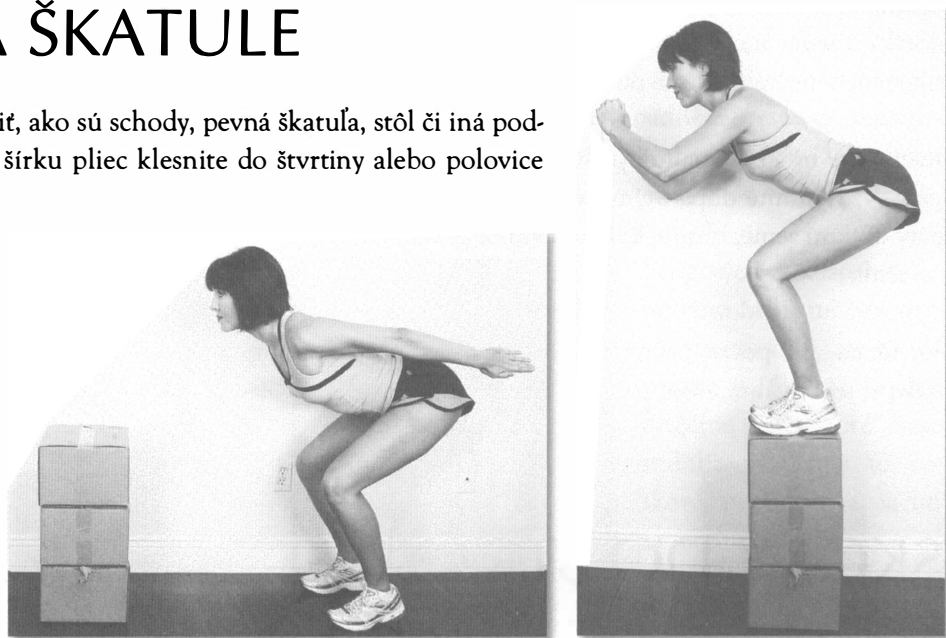 ŠKATULE
iť, ako sú schody, pevná škatuľa, stôl či iná pod-
šírku pliec klesnite do štvrtiny alebo polovice